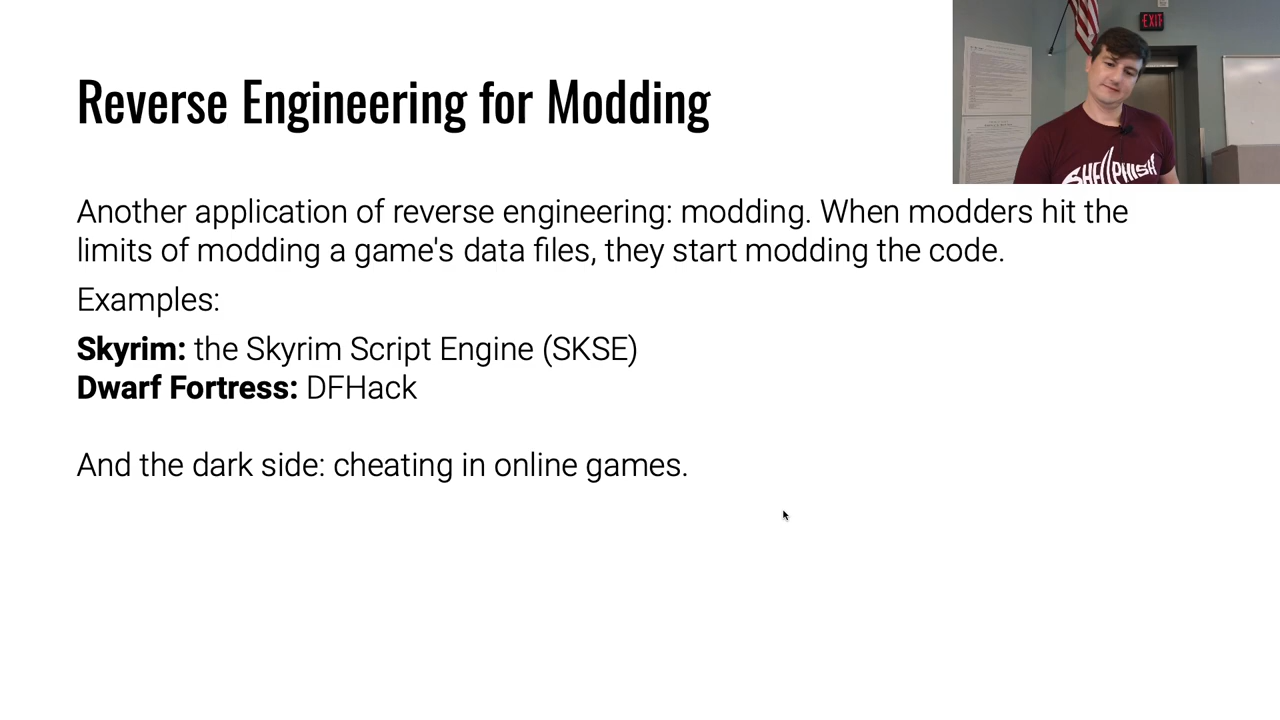 Reverse Engineering for Modding
EXIT
SHELLPHISH
Another application of reverse engineering: modding. When modders hit the
limits of modding a game's data files, they start modding the code.
Examples:
Skyrim: the Skyrim Script Engine (SKSE)
Dwarf Fortress: DFHack
And the dark side: cheating in online games.